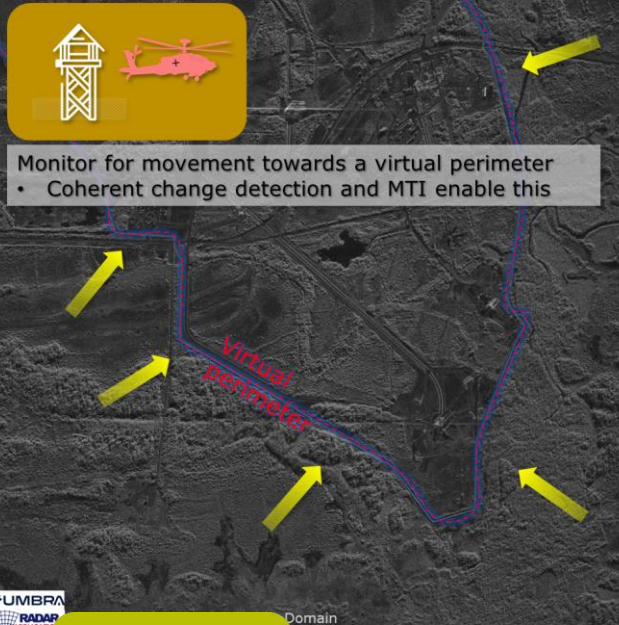 Monitor for movement towards a virtual perimeter
• Coherent change detection and MTI enable this
Virtual
perimeter
UMBRA
RADAR
Domain